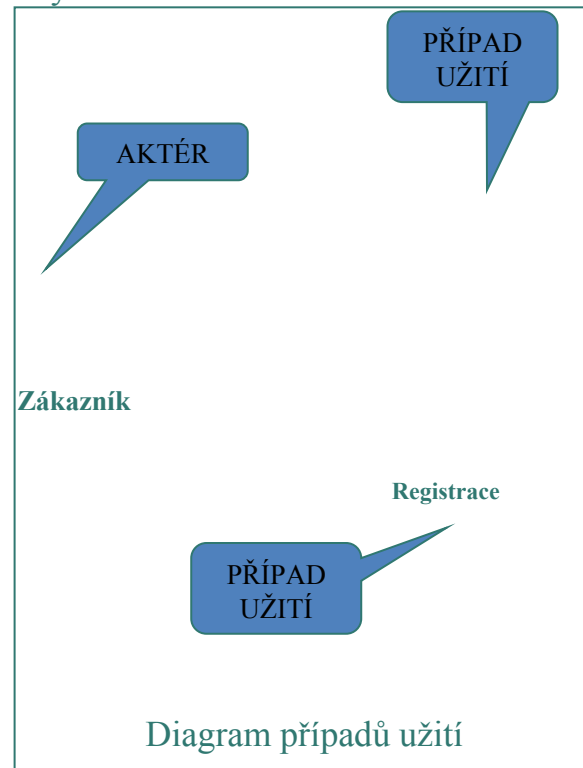 PŘÍPAD
UŽITÍ
AKTÉR
Zákazník
Registrace
PŘÍPAD
UŽITÍ
Diagram případů užití